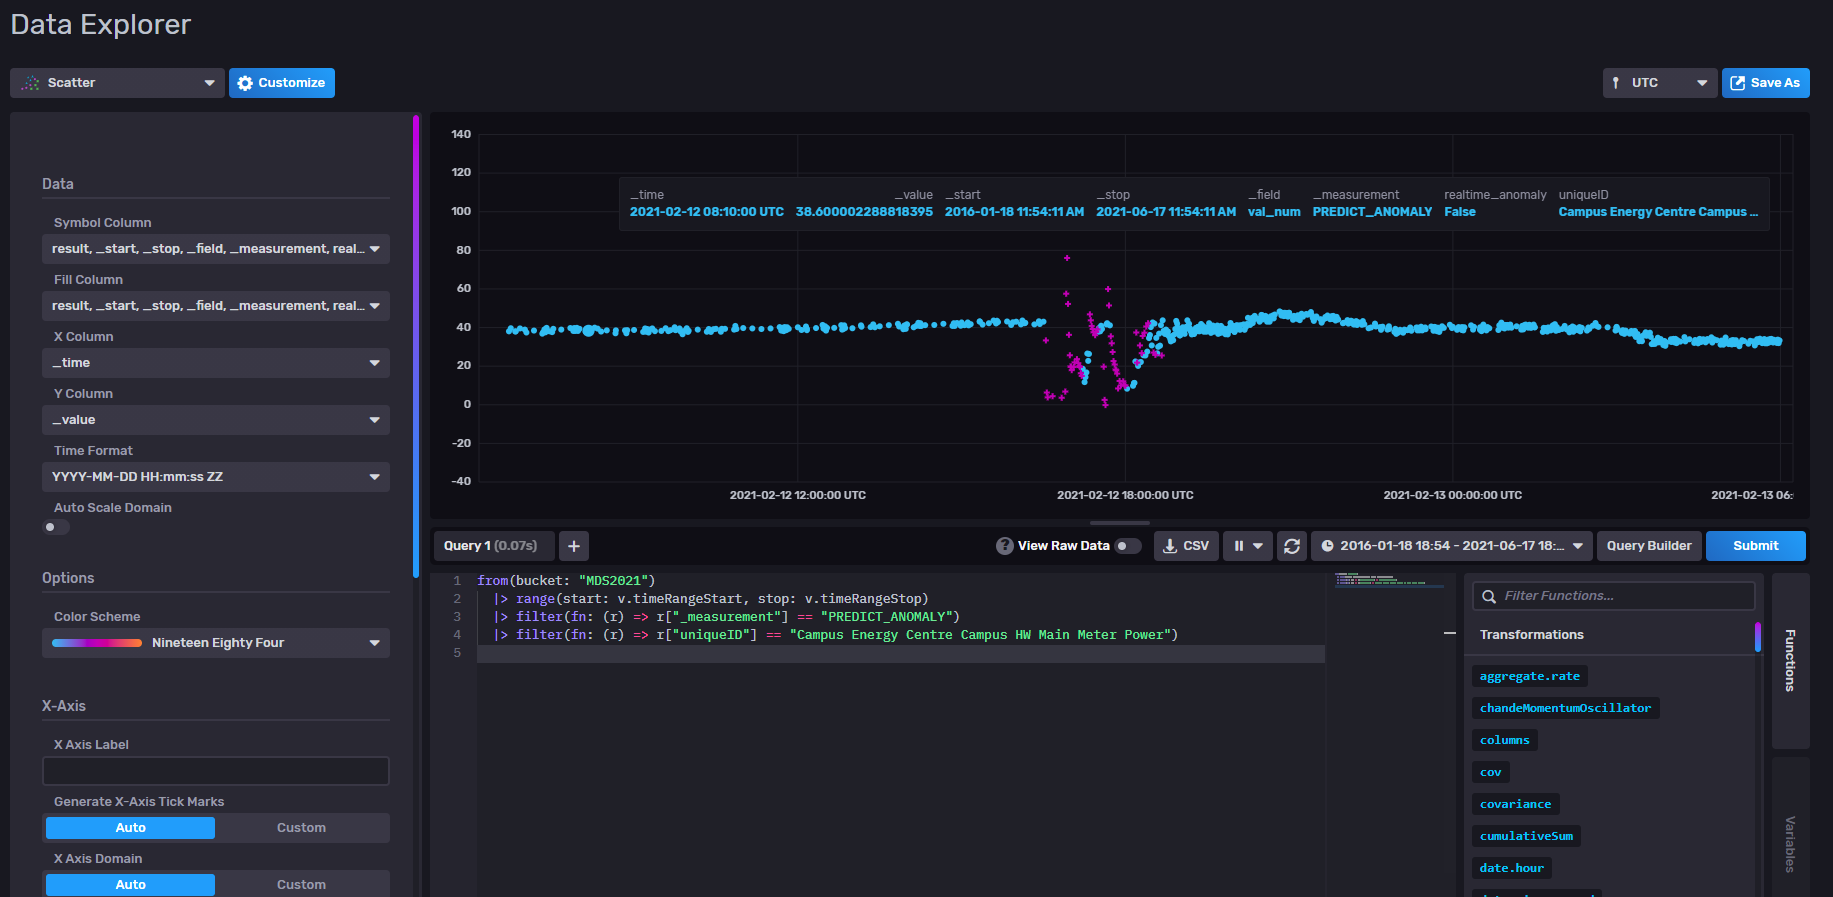 Data Explorer
Scatter
Customize
UTC
Save As
Data
Symbol Column
result, _start, _stop, _field, _measurement, real...
Fill Column
result, _start, _stop, _field, _measurement, real...
X Column
_time
Y Column
_value
Time Format
YYYY-MM-DD HH:mm:ss ZZ
Auto Scale Domain
Options
Color Scheme
Nineteen Eighty Four
X-Axis
X Axis Label
Generate X-Axis Tick Marks
Auto Custom
X Axis Domain
Auto Custom
140
120
100
80
60
40
20
0
-20
-40
_time _value _start _stop _field _measurement realtime_anomaly uniqueID
2021-02-12 08:10:00 UTC 38.600002288818395 2016-01-18 11:54:11 AM 2021-06-17 11:54:11 AM val_num PREDICT_ANOMALY False Campus Energy Centre Campus ...
2021-02-12 12:00:00 UTC 2021-02-12 18:00:00 UTC 2021-02-13 00:00:00 UTC 2021-02-13 06:
Query 1 (0.07s)
+
? View Raw Data
CSV
2016-01-18 18:54 - 2021-06-17 18:...
Query Builder
Submit
1 from(bucket: "MDS2021")
2 |> range(start: v.timeRangeStart, stop: v.timeRangeStop)
3 |> filter(fn: (r) => r["_measurement"] == "PREDICT_ANOMALY")
4 |> filter(fn: (r) => r["uniqueID"] == "Campus Energy Centre Campus HW Main Meter Power")
5
Filter Functions...
Transformations
aggregate.rate
chandeMomentumOscillator
columns
cov
covariance
cumulativeSum
date.hour
Functions
Variables